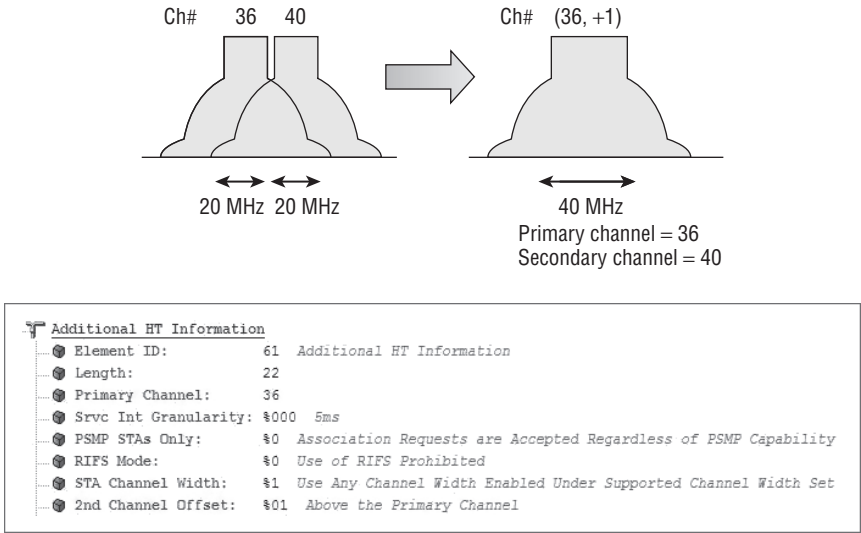 Ch# 36 40
Ch# (36, +1)
20 MHz 20 MHz
40 MHz
Primary channel = 36
Secondary channel = 40
Additional HT Information
Element ID: 61 Additional HT Information
Length: 22
Primary Channel: 36
Srvc Int Granularity: %000 5ms
PSMP STAs Only: %0 Association Requests are Accepted Regardless of PSMP Capability
RIFS Mode: %0 Use of RIFS Prohibited
STA Channel Width: %1 Use Any Channel Width Enabled Under Supported Channel Width Set
2nd Channel Offset: %01 Above the Primary Channel